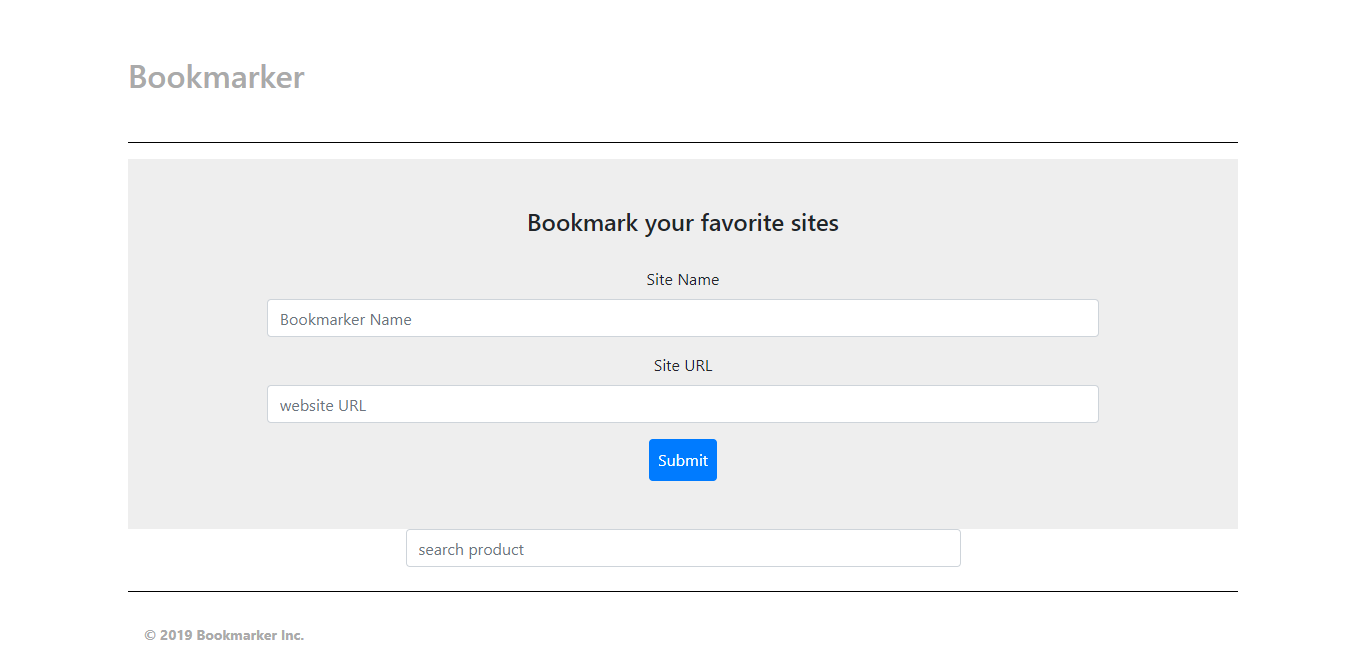 Bookmarker
Bookmark your favorite sites
Site Name
Bookmarker Name
Site URL
website URL
Submit
search product
© 2019 Bookmarker Inc.